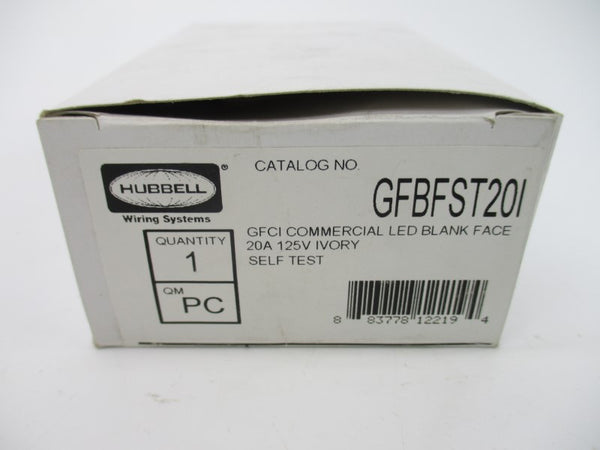 HUBBELL®
Wiring Systems
CATALOG NO. GFBFST20I
GFCI COMMERCIAL LED BLANK FACE
20A 125V IVORY
SELF TEST
QUANTITY
1
QM
PC
8 83778 12219 4